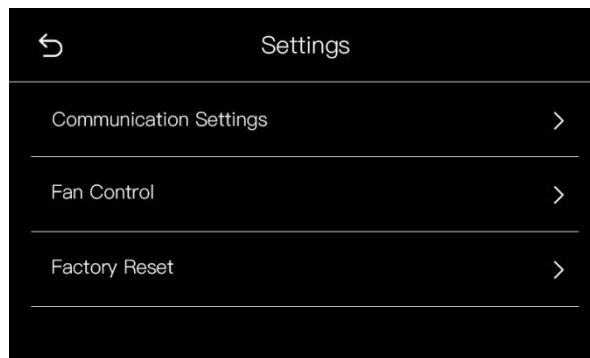 Settings
Communication Settings
Fan Control
Factory Reset